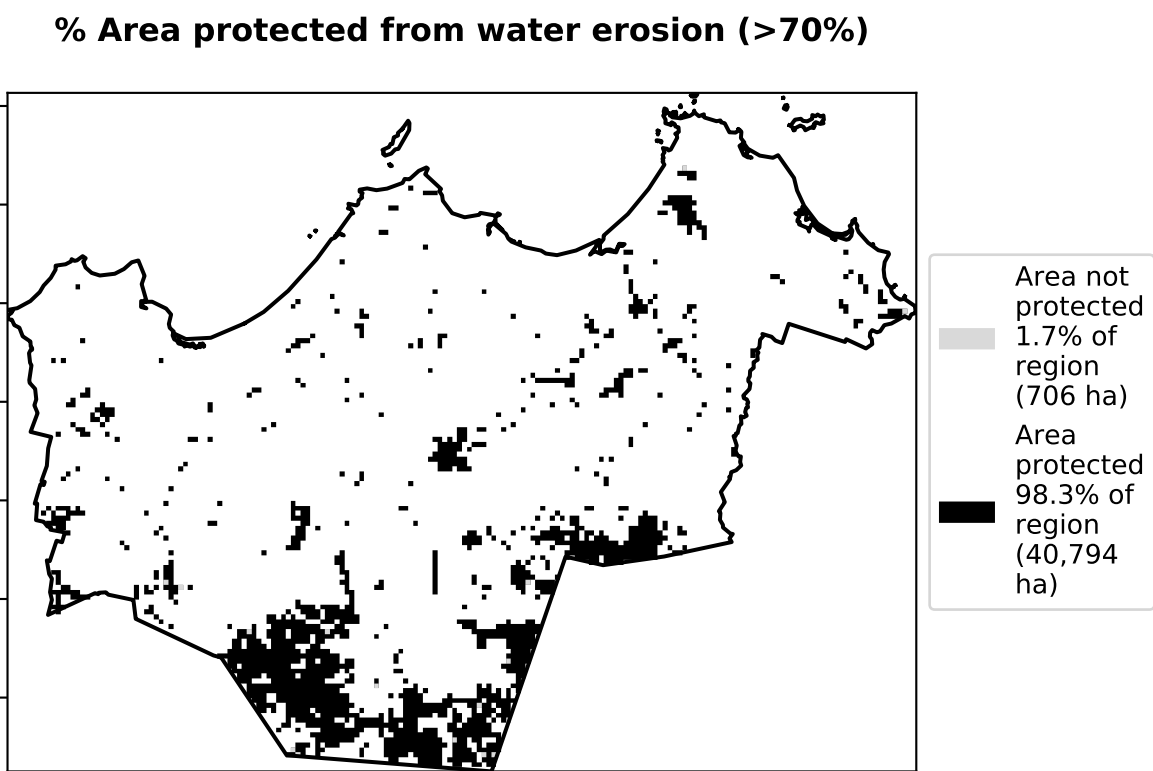 % Area protected from water erosion (>70%)
Area not
protected
1.7% of
region
(706 ha)
Area
protected
98.3% of
region
(40,794
ha)